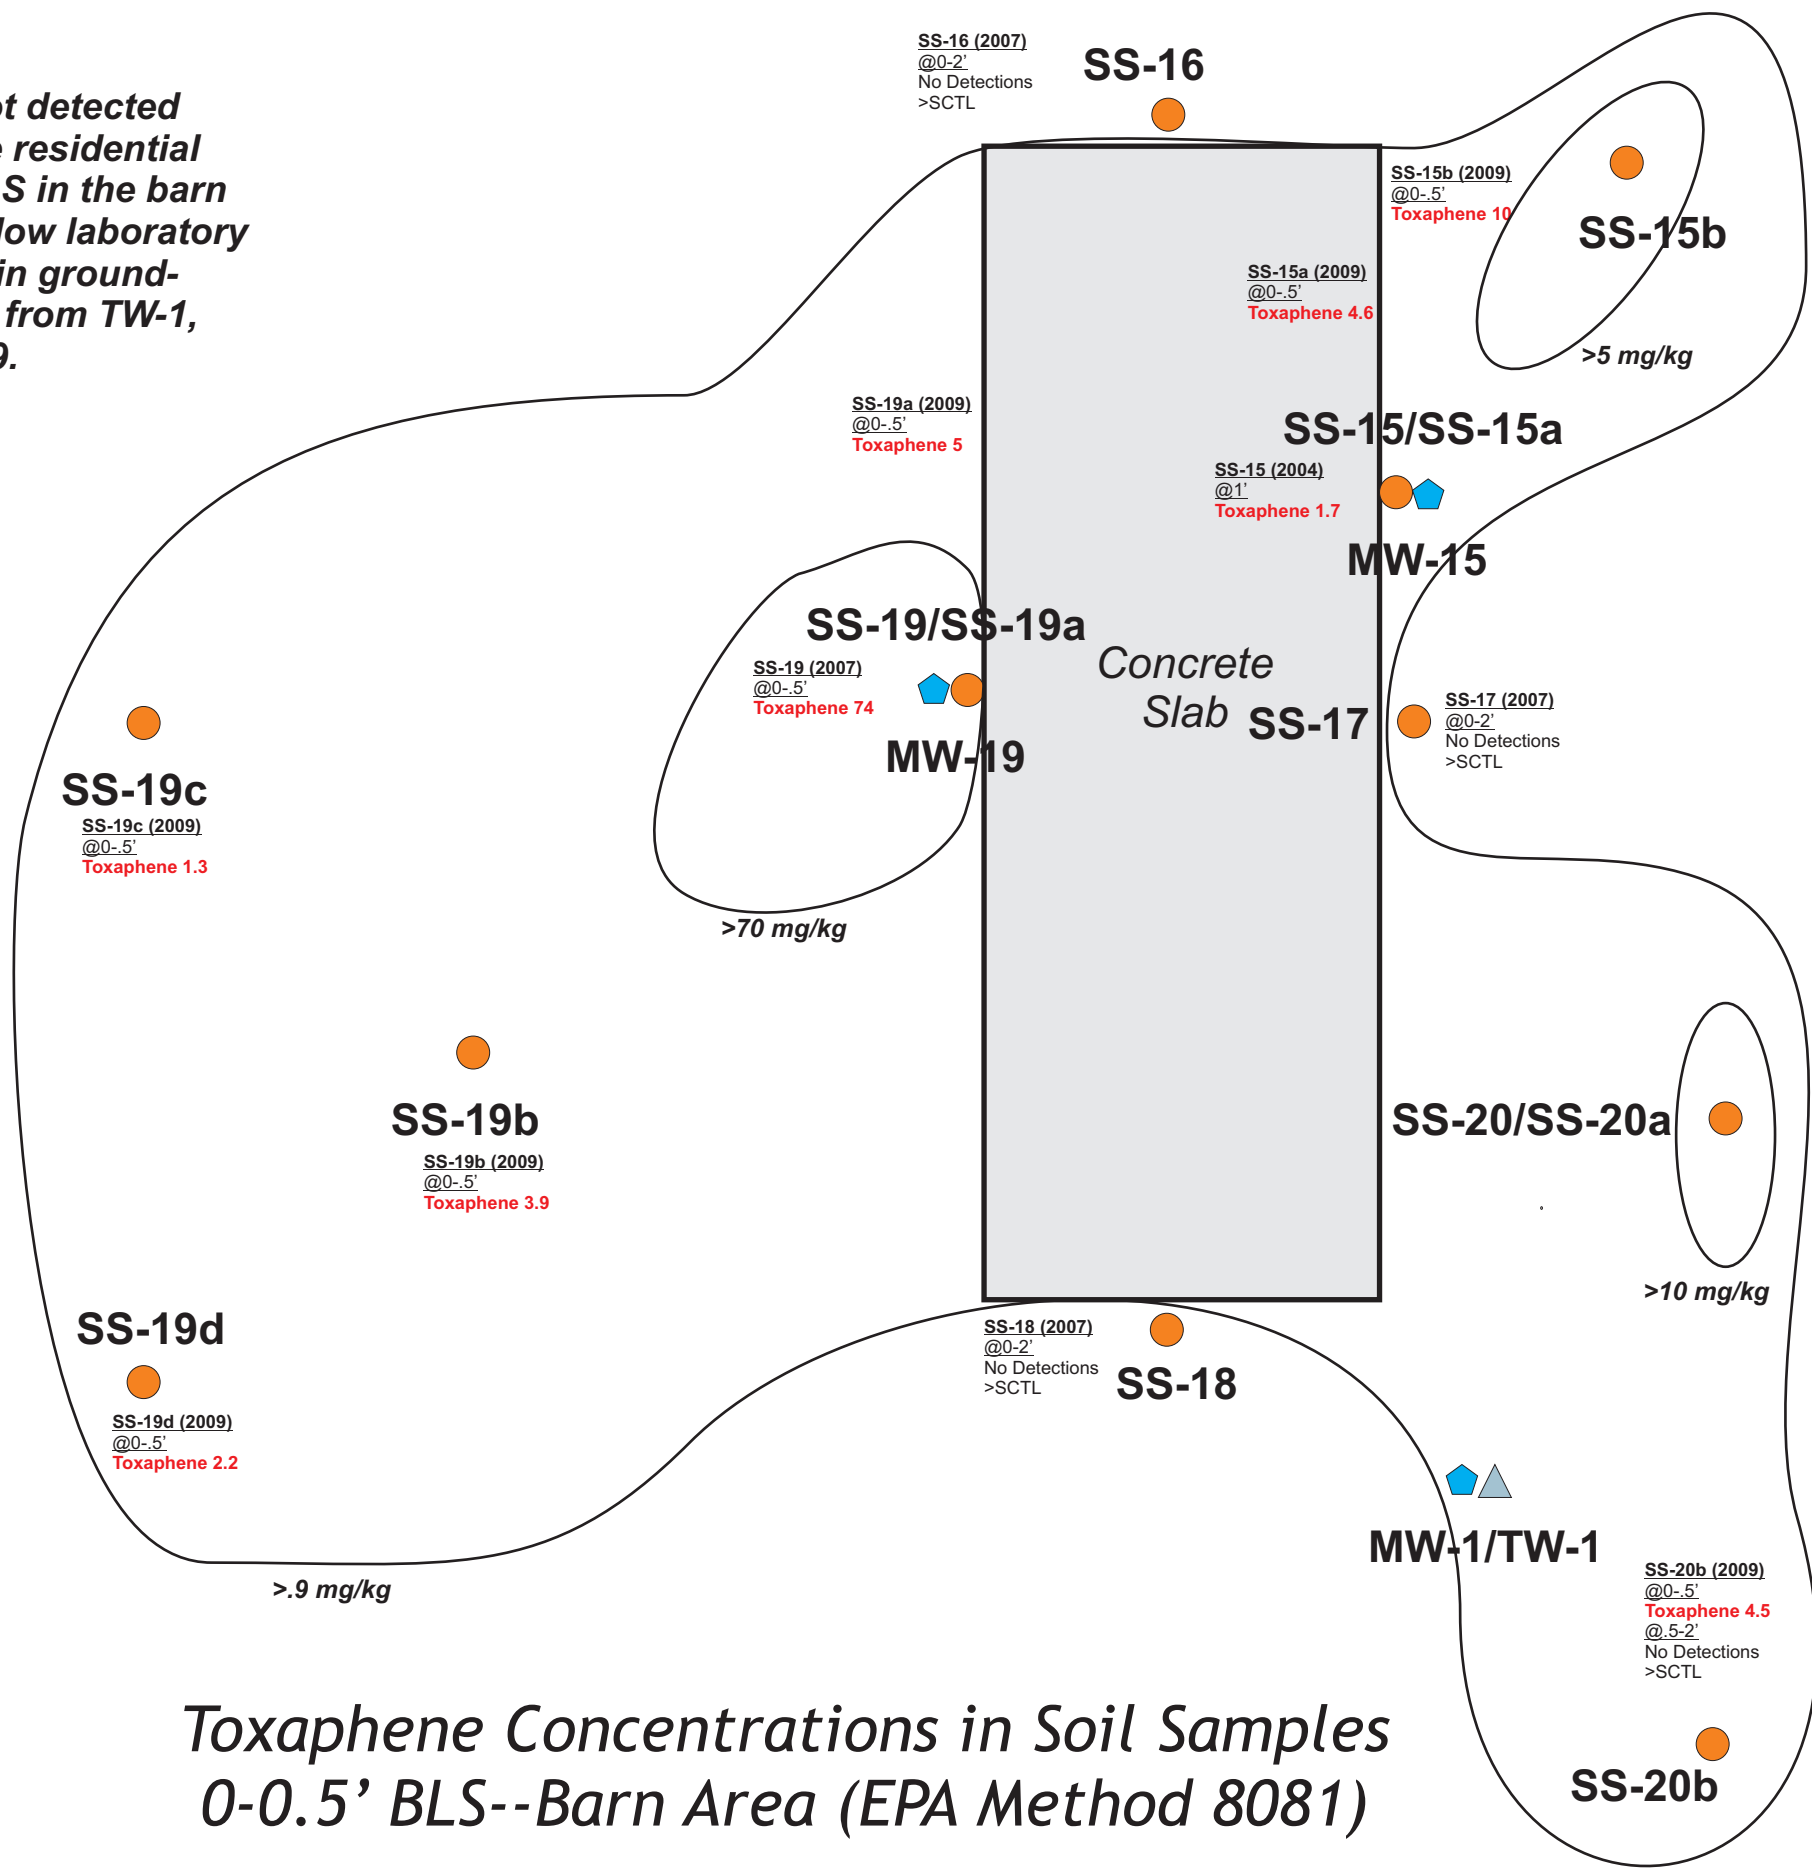 SS-16 (2007)
@0-2’
No Detections
>SCTL
SS-16
detected
residential
S in the barn
low laboratory
in ground-
from TW-1,
9.
SS-15b (2009)
@0-.5’
Toxaphene 10
SS-15b
SS-15a (2009)
@0-.5’
Toxaphene 4.6
>5 mg/kg
SS-19a (2009)
@0-.5’
Toxaphene 5
SS-15/SS-15a
SS-15 (2004)
@1’
Toxaphene 1.7
MW-15
SS-19/SS-19a
SS-19 (2007)
@0-.5’
Toxaphene 74
MW-19
Concrete
Slab
SS-17
SS-17 (2007)
@0-2’
No Detections
>SCTL
SS-19c
SS-19c (2009)
@0-.5’
Toxaphene 1.3
>70 mg/kg
SS-19b
SS-19b (2009)
@0-.5’
Toxaphene 3.9
SS-20/SS-20a
>10 mg/kg
SS-19d
SS-19d (2009)
@0-.5’
Toxaphene 2.2
SS-18 (2007)
@0-2’
No Detections
>SCTL
SS-18
MW-1/TW-1
>.9 mg/kg
SS-20b (2009)
@0-.5’
Toxaphene 4.5
@.5-2’
No Detections
>SCTL
SS-20b
Toxaphene Concentrations in Soil Samples
0-0.5’ BLS--Barn Area (EPA Method 8081)